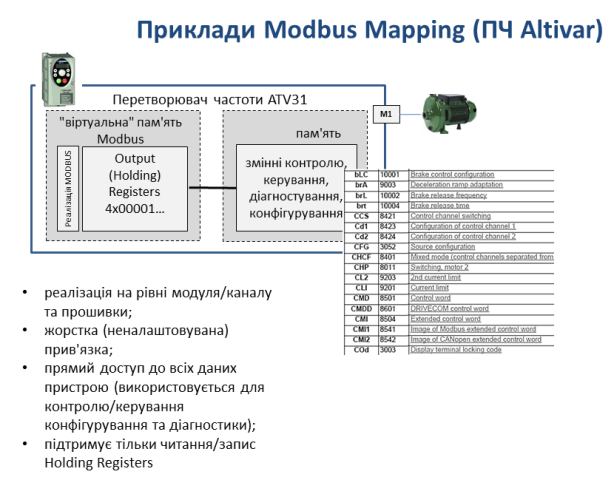 Приклади Modbus Mapping (ПЧ Altivar)
Перетворювач частоти ATV31
M1
"віртуальна" пам'ять
Modbus
пам'ять
Реалізація MODBUS
Output
(Holding)
Registers
4x00001...
змінні контролю,
керування,
діагностування,
конфігурування
bLC 10001 Brake control configuration
brA 9003 Deceleration ramp adaptation
brL 10002 Brake release frequency
brt 10004 Brake release time
CCS 8421 Control channel switching
Cd1 8423 Configuration of control channel 1
Cd2 8424 Configuration of control channel 2
CFG 3052 Source configuration
CHCF 8401 Mixed mode (control channels separated from
CHP 8011 Switching, motor 2
CL2 9203 2nd current limit
CLI 9201 Current limit
CMD 8501 Control word
CMDD 8601 DRIVECOM control word
CMI 8504 Extended control word
CMI1 8541 Image of Modbus extended control word
CMI2 8542 Image of CANopen extended control word
COd 3003 Display terminal locking code
• реалізація на рівні модуля/каналу
та прошивки;
• жорстка (неналаштовувана)
прив'язка;
• прямий доступ до всіх даних
пристрою (використовується для
контролю/керування
конфігурування та діагностики);
• підтримує тільки читання/запис
Holding Registers